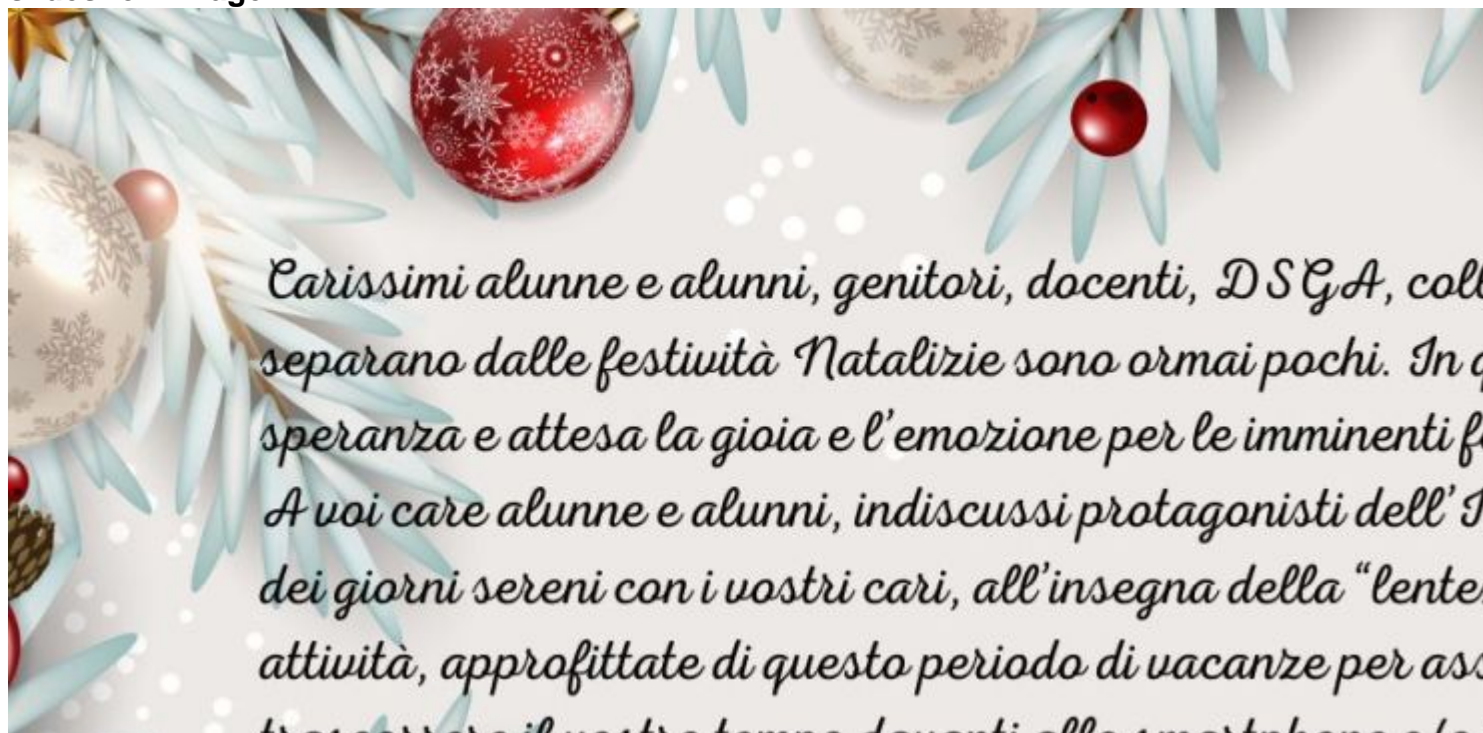 Carissimi alunne e alunni, genitori, docenti, DSGA,
separano dalle festività Natalizie sono ormai pochi. In
speranza e attesa la gioia e l'emozione per le imminenti
A voi care alunne e alunni, indiscussi protagonisti
dei giorni sereni con i vostri cari, all'insegna della
attività, approfittate di questo periodo di vacanze per